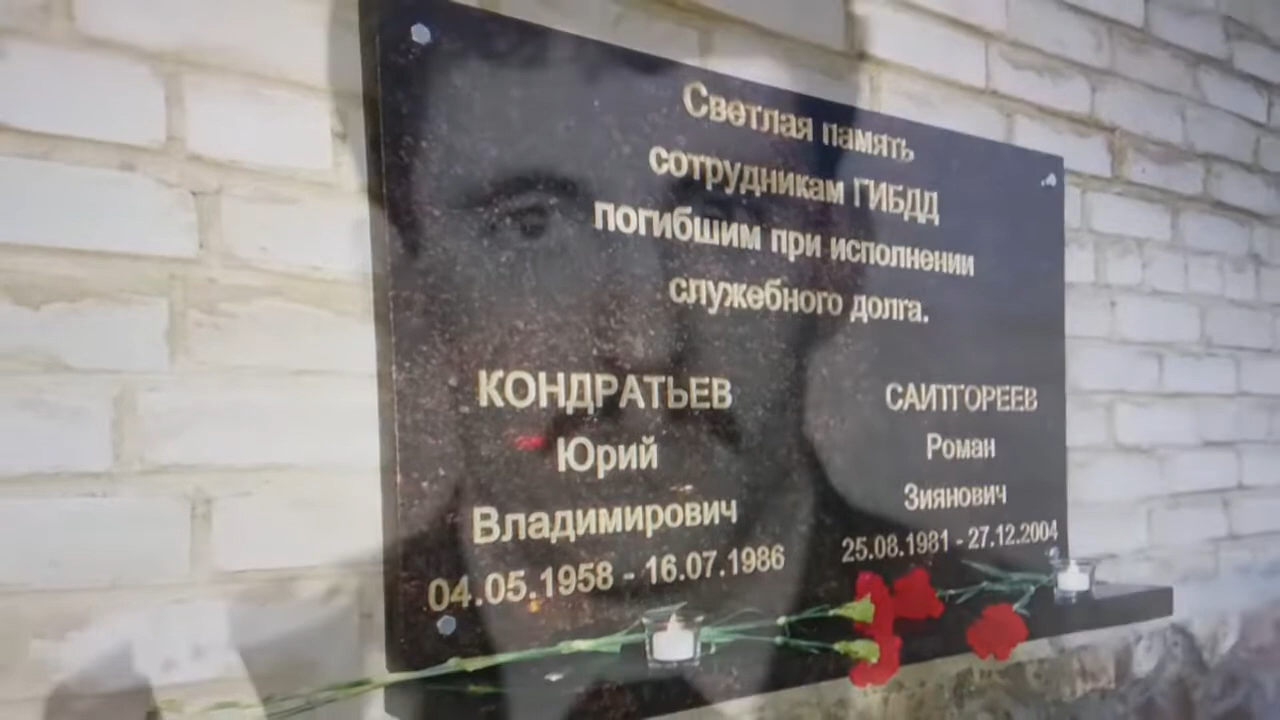 Светлая память
сотрудникам ГИБДД
погибшим при исполнении
служебного долга.
КОНДРАТЬЕВ
Юрий
Владимирович
04.05.1958 - 16.07.1986
САИТГОРЕЕВ
Роман
Зиянович
25.08.1981 - 27.12.2004